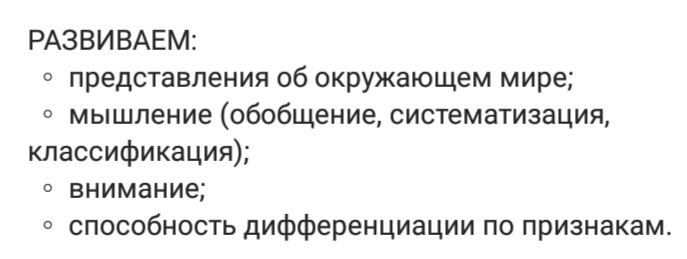 РАЗВИВАЕМ:
◦ представления об окружающем мире;
◦ мышление (обобщение, систематизация,
классификация);
◦ внимание;
◦ способность дифференциации по признакам.